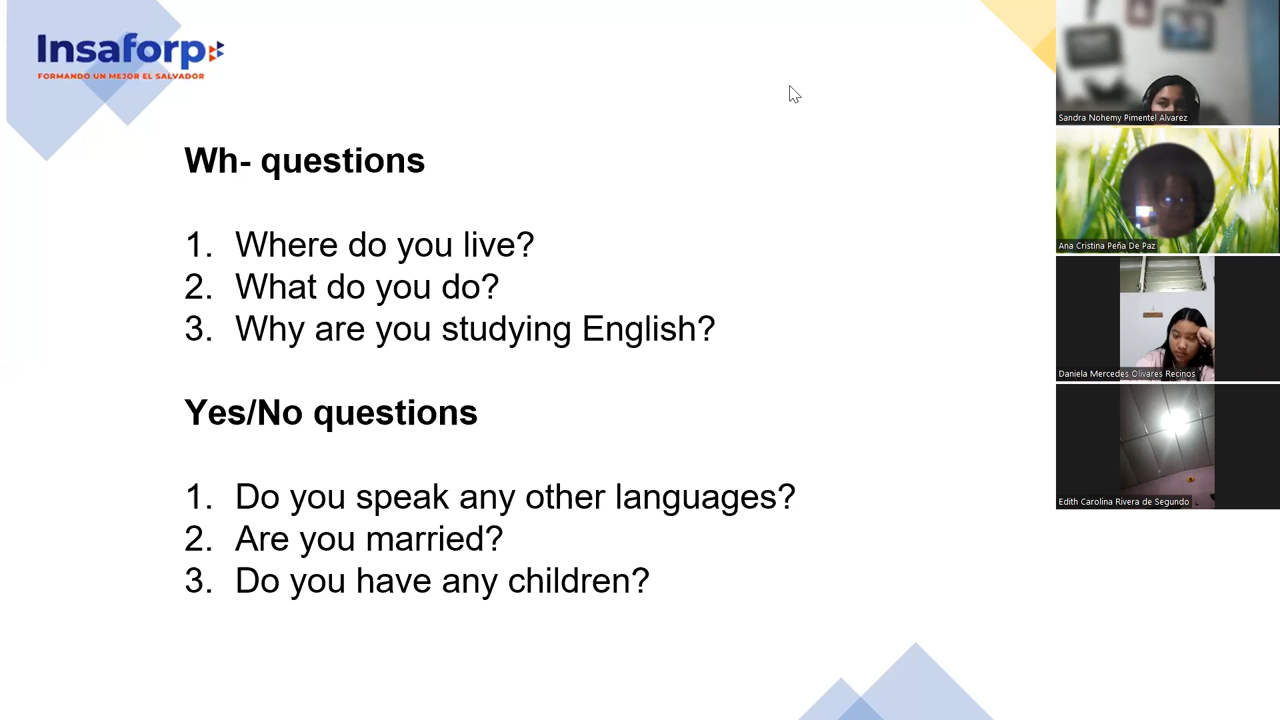 Insaforp
FORMANDO UN MEJOR EL SALVADOR
Wh- questions
1. Where do you live?
2. What do you do?
3. Why are you studying English?
Yes/No questions
1. Do you speak any other languages?
2. Are you married?
3. Do you have any children?
Sandra Nohemy Pimentel Alvarez
Ana Cristina Peña De Paz
Daniela Mercedes Olivares Recinos
Edith Carolina Rivera de Segundo